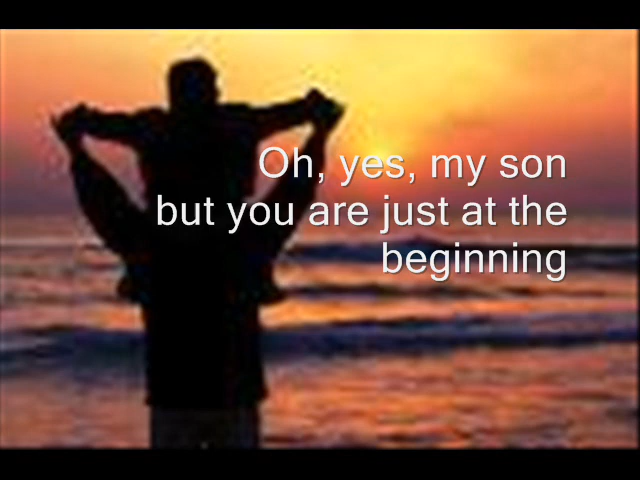 Oh, yes, my son
but you are just at the
beginning